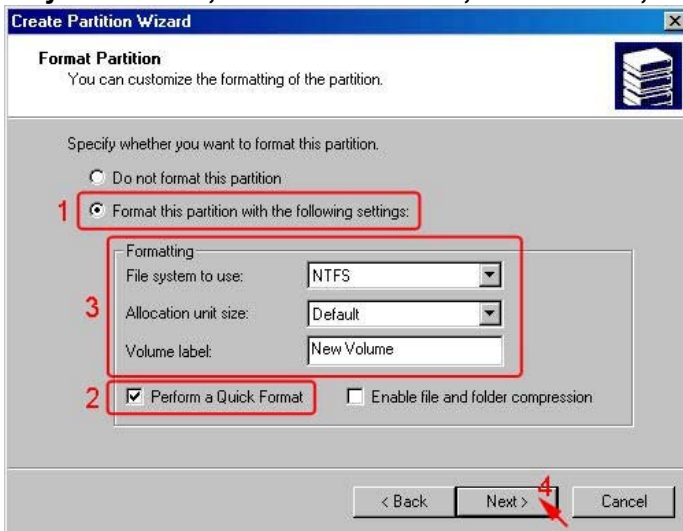 Create Partition Wizard
Format Partition
You can customize the formatting of the partition.
Specify whether you want to format this partition.
Do not format this partition
1 Format this partition with the following settings:
Formatting
File system to use: NTFS
3 Allocation unit size: Default
Volume label: New Volume
2 Perform a Quick Format Enable file and folder compression
< Back Next > 4 Cancel